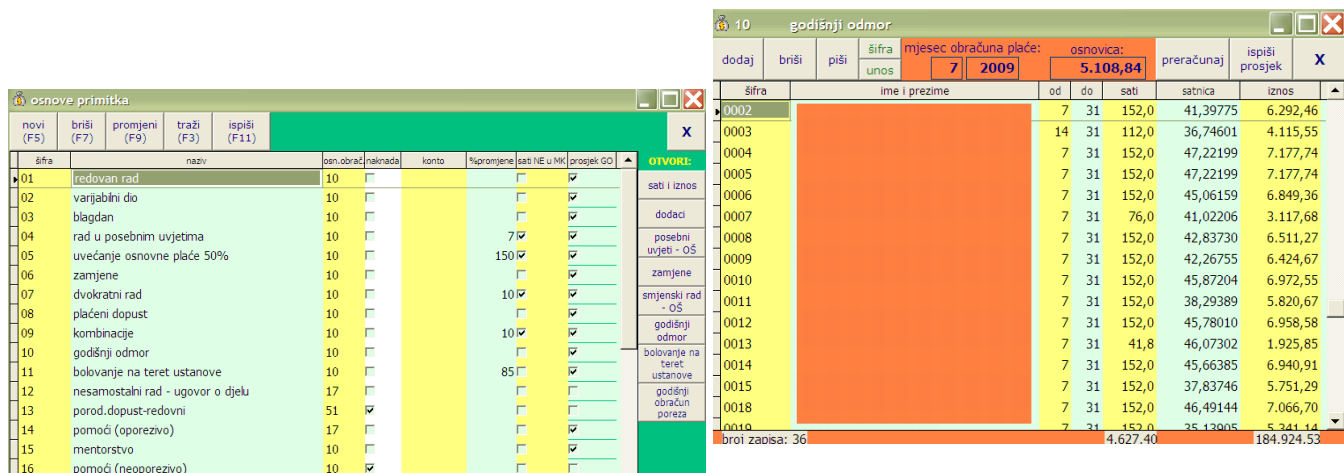 osnove primitka
novi (F5) briši (F7) promjeni (F9) traži (F3) ispiši (F11) X
šifra naziv osn.obrač. naknada konto %promjene sati NE u MK prosjek GO OTVORI:
01 redovan rad 10
02 varijabilni dio 10
03 blagdan 10
04 rad u posebnim uvjetima 10 7
05 uvećanje osnovne plaće 50% 10 150
06 zamjene 10
07 dvokratni rad 10 10
08 plaćeni dopust 10
09 kombinacije 10 10
10 godišnji odmor 10
11 bolovanje na teret ustanove 10 85
12 nesamostalni rad - ugovor o djelu 17
13 porod.dopust-redovni 51
14 pomoći (oporezivo) 17
15 mentorstvo 10
16 pomoći (neoporezivo) 10
sati i iznos
dodaci
posebni
uvjeti - OŠ
zamjene
smjenski rad
- OŠ
godišnji
odmor
bolovanje na
teret
ustanove
godišnji
obračun
poreza
10 godišnji odmor
dodaj briši piši šifra unos mjesec obračuna plaće: 7 2009 osnovica: 5.108,84 preračunaj ispiši prosjek X
šifra ime i prezime od do sati satnica iznos
0002 7 31 152,0 41,39775 6.292,46
0003 14 31 112,0 36,74601 4.115,55
0004 7 31 152,0 47,22199 7.177,74
0005 7 31 152,0 47,22199 7.177,74
0006 7 31 152,0 45,06159 6.849,36
0007 7 31 76,0 41,02206 3.117,68
0008 7 31 152,0 42,83730 6.511,27
0009 7 31 152,0 42,26755 6.424,67
0010 7 31 152,0 45,87204 6.972,55
0011 7 31 152,0 38,29389 5.820,67
0012 7 31 152,0 45,78010 6.958,58
0013 7 31 41,8 46,07302 1.925,85
0014 7 31 152,0 45,66385 6.940,91
0015 7 31 152,0 37,83746 5.751,29
0018 7 31 152,0 46,49144 7.066,70
0019 7 31 152,0 35,13905 5.341,14
broj zapisa: 36 4.627,40 184.924,53